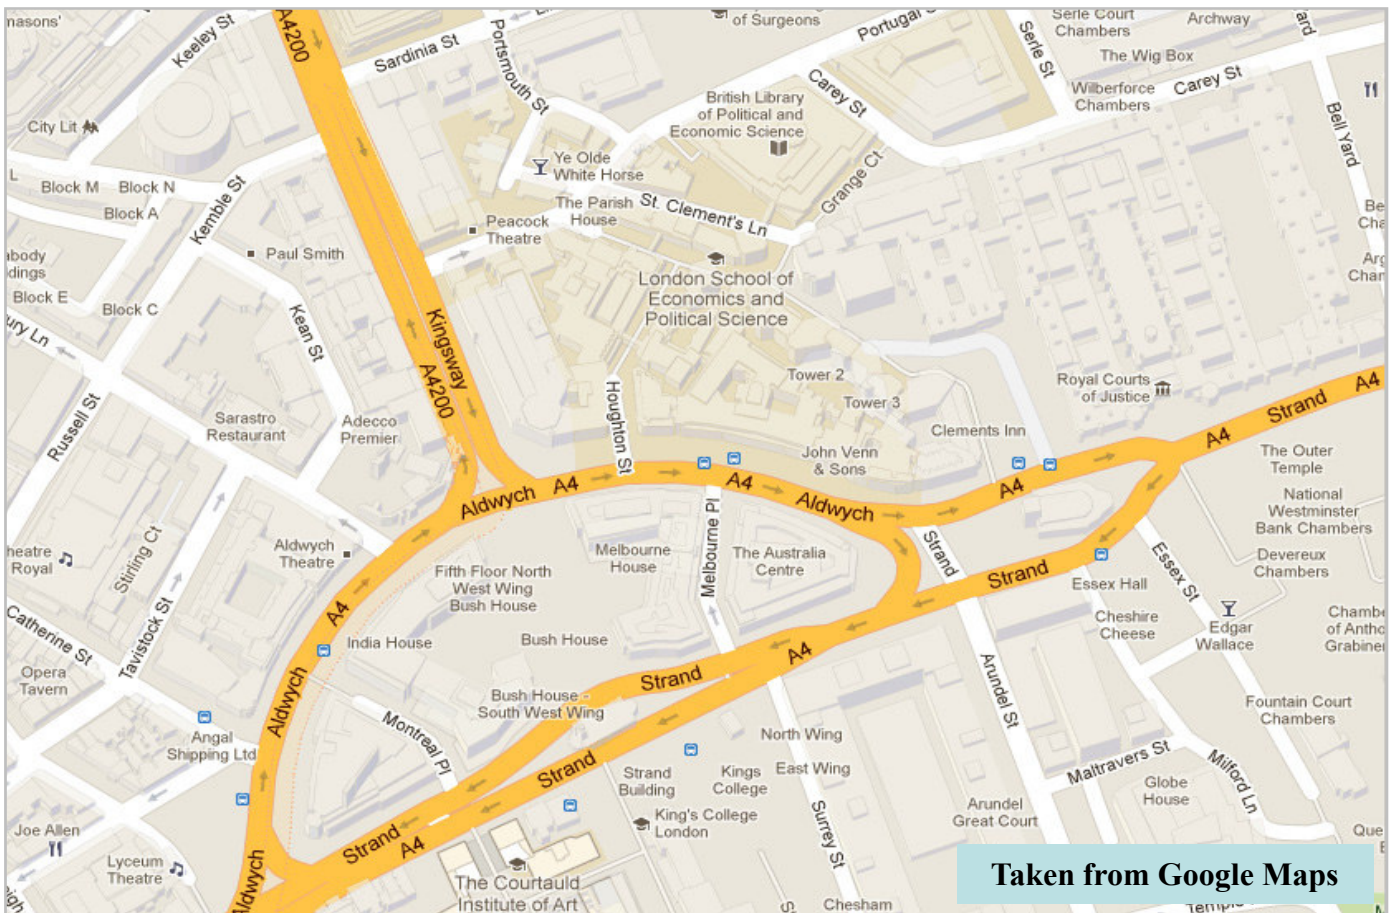 A4200
Keeley St
Sardinia St
Portsmouth St
of Surgeons
Portugal
Serle St
Serle Court
Chambers
Archway
The Wig Box
Wilberforce
Chambers
Carey St
Carey St
Bell Yard
City Lit
British Library
of Political and
Economic Science
Grange Ct
Ye Olde
White Horse
L
Block M
Block N
Block A
Kemble St
The Parish
House
St. Clement's Ln
Peacock
Theatre
Paul Smith
Block E
Block C
London School of
Economics and
Political Science
Kean St
Kingsway
A4200
Russell St
Tower 2
Tower 3
Houghton St
Royal Courts
of Justice
A4
Strand
A4
Sarastro
Restaurant
Adecco
Premier
Clements Inn
John Venn
& Sons
The Outer
Temple
National
Westminster
Bank Chambers
Devereux
Chambers
Aldwych
A4
A4
Aldwych
A4
Strand
Strand
Melbourne Pl
Melbourne
House
The Australia
Centre
Aldwych
Theatre
Stirling Ct
Fifth Floor North
West Wing
Bush House
Essex St
Essex Hall
Cheshire
Cheese
Edgar
Wallace
A4
Catherine St
Tavistock St
India House
Bush House
A4
Strand
Arundel St
Opera
Tavern
Aldwych
Bush House -
South West Wing
Fountain Court
Chambers
Angal
Shipping Ltd
Montreal Pl
North Wing
East Wing
Strand
Strand
Building
Kings
College
Maltravers St
Milford Ln
Globe
House
Surrey St
King's College
London
Arundel
Great Court
Joe Allen
Lyceum
Theatre
Aldwych
Strand
A4
The Courtauld
Institute of Art
Chesham
Taken from Google Maps